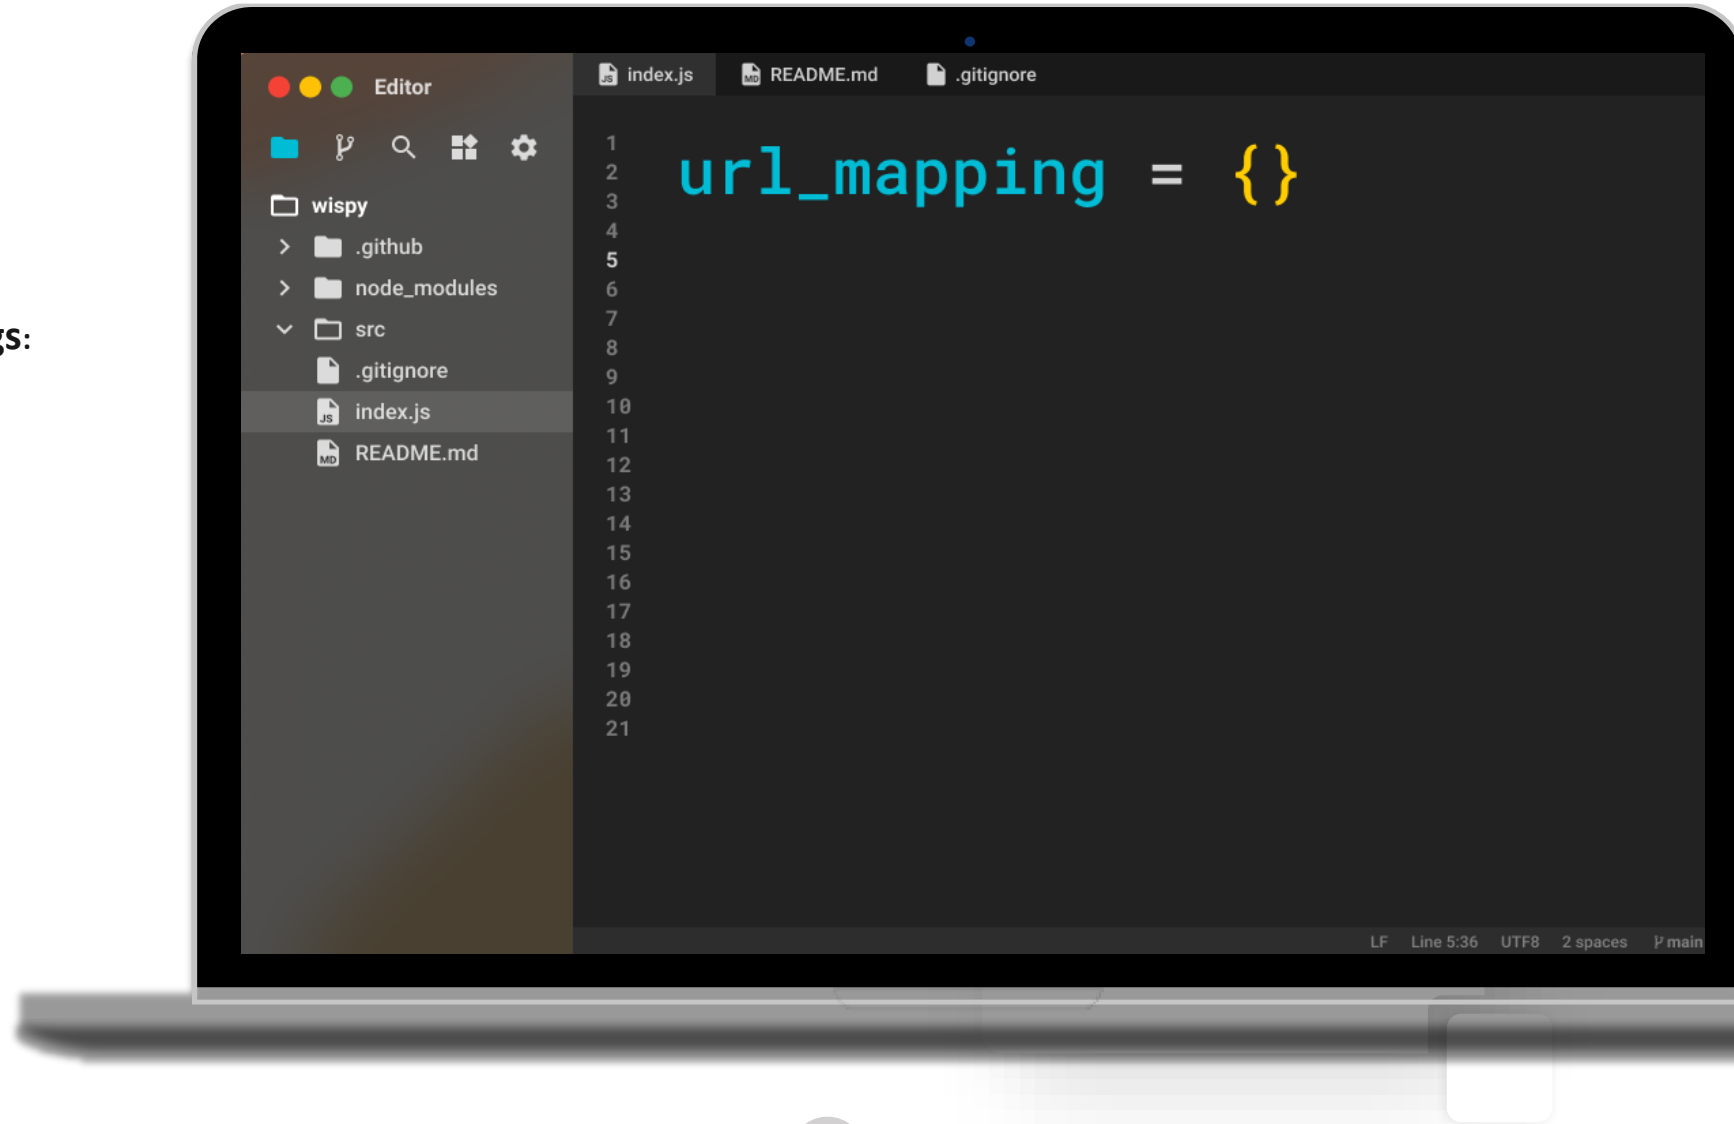 gs:
Editor
index.js
README.md
.gitignore
wispy
.github
node_modules
src
.gitignore
index.js
README.md
1
2
3
4
5
6
7
8
9
10
11
12
13
14
15
16
17
18
19
20
21
url_mapping = {}
LF Line 5:36 UTF8 2 spaces main